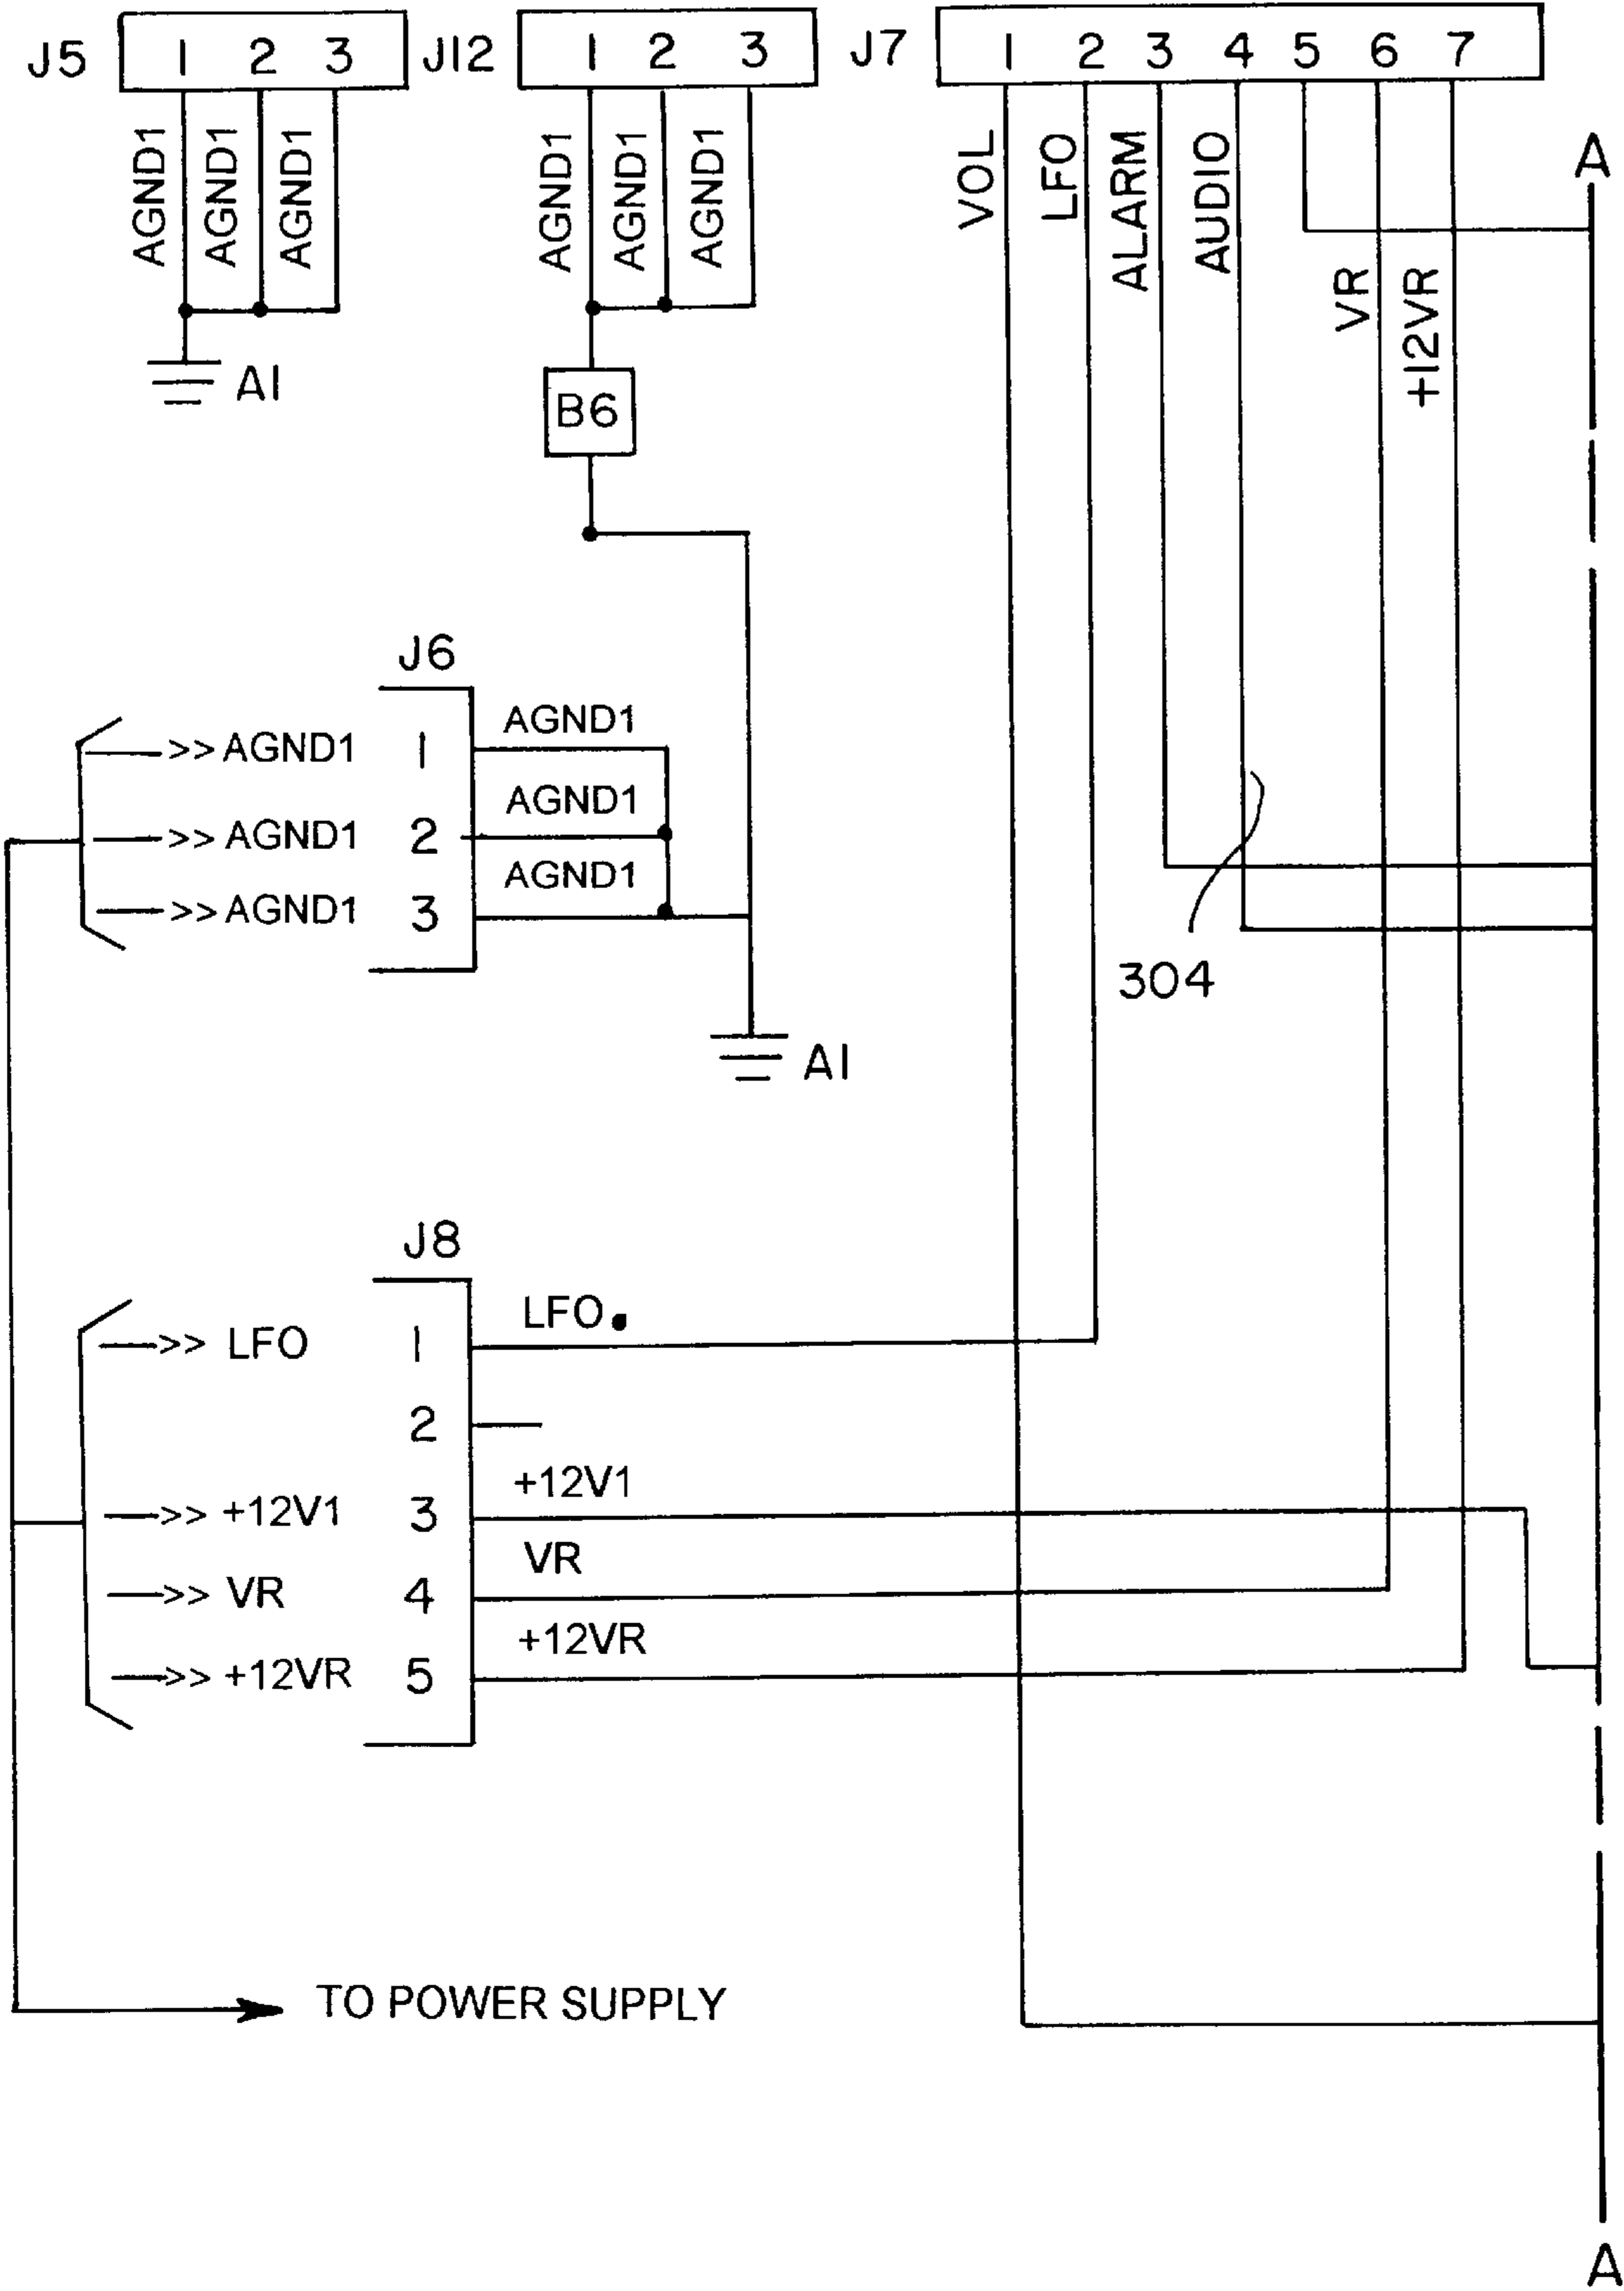 J5 1 2 3 J12 1 2 3 J7 1 2 3 4 5 6 7
AGND1 AGND1 AGND1 AGND1 AGND1 AGND1 VOL LFO ALARM AUDIO VR +12VR
A
A1
B6
J6
>> AGND1 1 AGND1
>> AGND1 2 AGND1
>> AGND1 3 AGND1
304
A1
J8
>> LFO 1 LFO
2
>> +12V1 3 +12V1
>> VR 4 VR
>> +12VR 5 +12VR
TO POWER SUPPLY
A